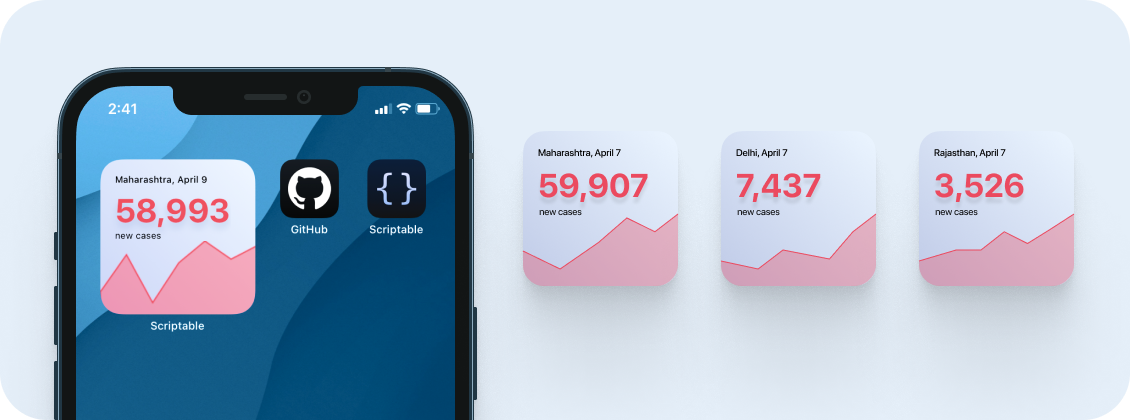 2:41
Maharashtra, April 9
58,993
new cases
Scriptable
GitHub
{}
Scriptable
Maharashtra, April 7
59,907
new cases
Delhi, April 7
7,437
new cases
Rajasthan, April 7
3,526
new cases